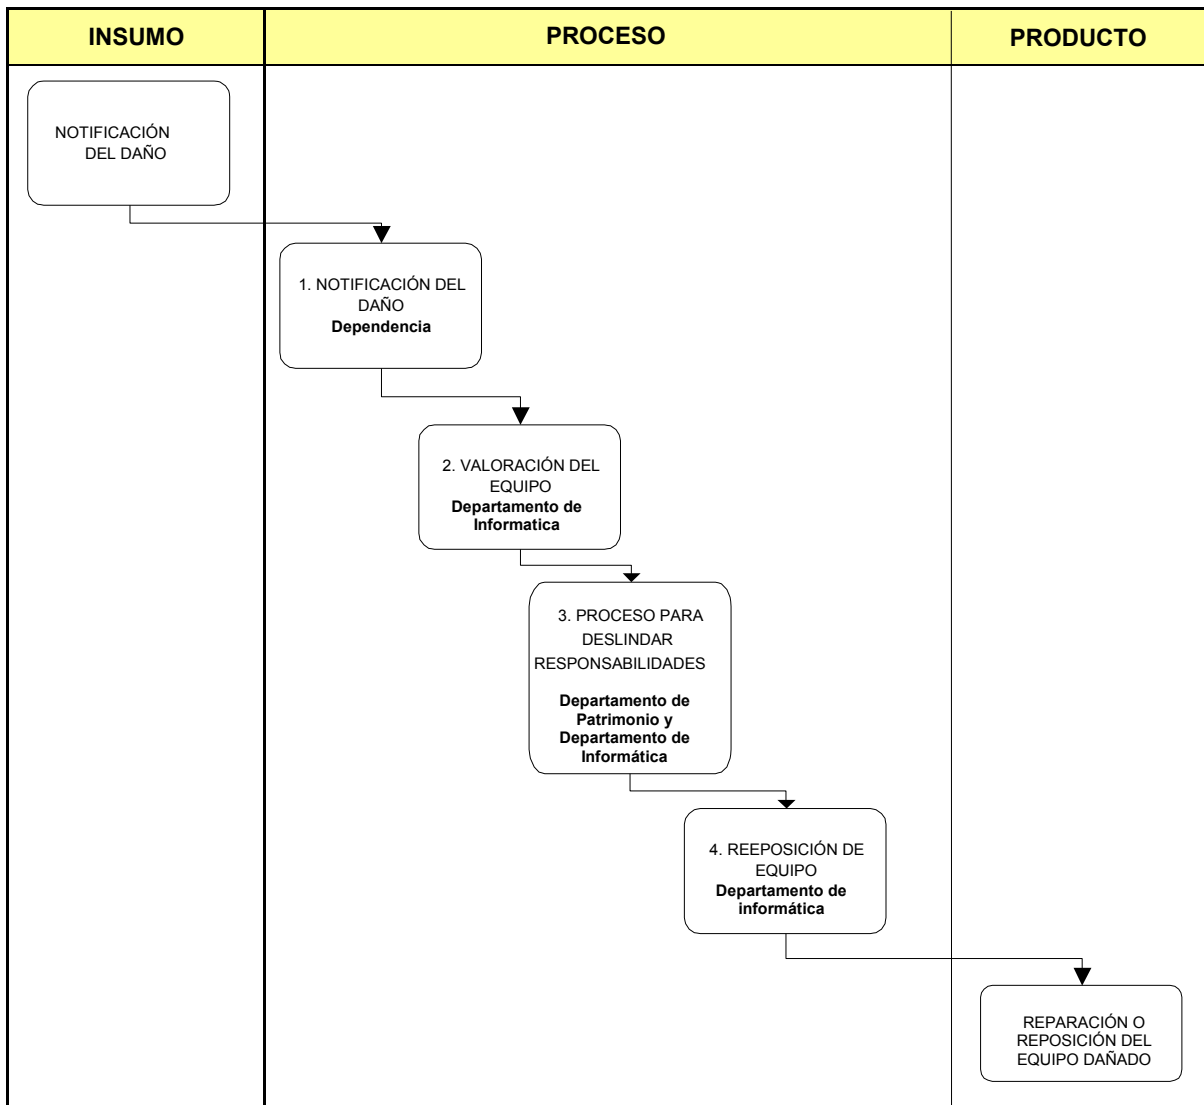 INSUMO
PROCESO
PRODUCTO
NOTIFICACIÓN
DEL DAÑO
1. NOTIFICACIÓN DEL
DAÑO
Dependencia
2. VALORACIÓN DEL
EQUIPO
Departamento de
Informatica
3. PROCESO PARA
DESLINDAR
RESPONSABILIDADES
Departamento de
Patrimonio y
Departamento de
Informática
4. REEPOSICIÓN DE
EQUIPO
Departamento de
informática
REPARACIÓN O
REPOSICIÓN DEL
EQUIPO DAÑADO